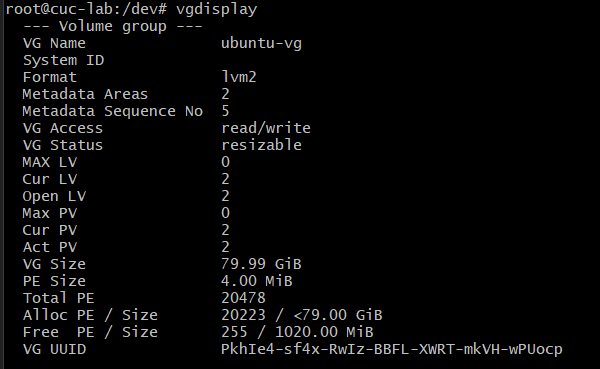 root@cuc-lab:/dev# vgdisplay
--- Volume group ---
VG Name ubuntu-vg
System ID
Format lvm2
Metadata Areas 2
Metadata Sequence No 5
VG Access read/write
VG Status resizable
MAX LV 0
Cur LV 2
Open LV 2
Max PV 0
Cur PV 2
Act PV 2
VG Size 79.99 GiB
PE Size 4.00 MiB
Total PE 20478
Alloc PE / Size 20223 / <79.00 GiB
Free PE / Size 255 / 1020.00 MiB
VG UUID PkhIe4-sf4x-RwIz-BBFL-XWRT-mkVH-wPUocp